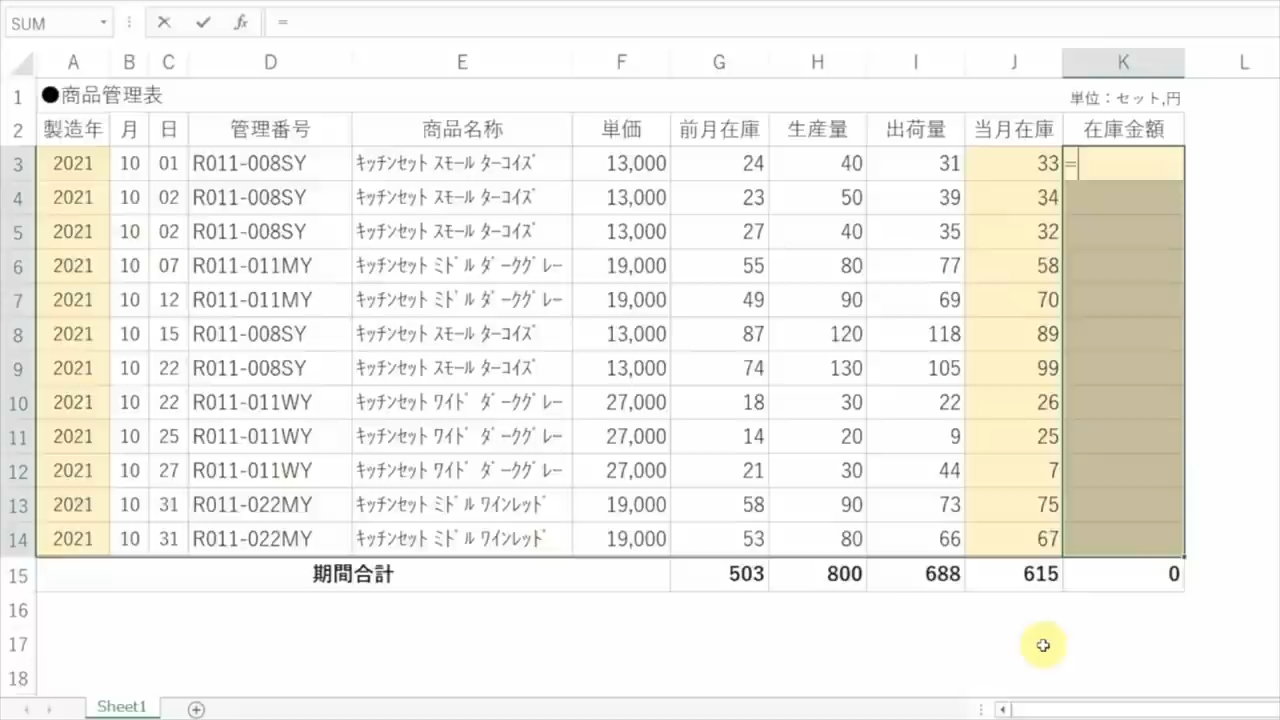 SUM fx =
A B C D E F G H I J K L
1 ●商品管理表 単位：セット,円
2 製造年 月 日 管理番号 商品名称 単価 前月在庫 生産量 出荷量 当月在庫 在庫金額
3 2021 10 01 R011-008SY ｷｯﾁﾝｾｯﾄ ｽﾓｰﾙ ﾀｰｺｲｽﾞ 13,000 24 40 31 33 =
4 2021 10 02 R011-008SY ｷｯﾁﾝｾｯﾄ ｽﾓｰﾙ ﾀｰｺｲｽﾞ 13,000 23 50 39 34
5 2021 10 02 R011-008SY ｷｯﾁﾝｾｯﾄ ｽﾓｰﾙ ﾀｰｺｲｽﾞ 13,000 27 40 35 32
6 2021 10 07 R011-011MY ｷｯﾁﾝｾｯﾄ ﾐﾄﾞﾙ ﾀﾞｰｸｸﾞﾚｰ 19,000 55 80 77 58
7 2021 10 12 R011-011MY ｷｯﾁﾝｾｯﾄ ﾐﾄﾞﾙ ﾀﾞｰｸｸﾞﾚｰ 19,000 49 90 69 70
8 2021 10 15 R011-008SY ｷｯﾁﾝｾｯﾄ ｽﾓｰﾙ ﾀｰｺｲｽﾞ 13,000 87 120 118 89
9 2021 10 22 R011-008SY ｷｯﾁﾝｾｯﾄ ｽﾓｰﾙ ﾀｰｺｲｽﾞ 13,000 74 130 105 99
10 2021 10 22 R011-011WY ｷｯﾁﾝｾｯﾄ ﾜｲﾄﾞ ﾀﾞｰｸｸﾞﾚｰ 27,000 18 30 22 26
11 2021 10 25 R011-011WY ｷｯﾁﾝｾｯﾄ ﾜｲﾄﾞ ﾀﾞｰｸｸﾞﾚｰ 27,000 14 20 9 25
12 2021 10 27 R011-011WY ｷｯﾁﾝｾｯﾄ ﾜｲﾄﾞ ﾀﾞｰｸｸﾞﾚｰ 27,000 21 30 44 7
13 2021 10 31 R011-022MY ｷｯﾁﾝｾｯﾄ ﾐﾄﾞﾙ ﾜｲﾝﾚｯﾄﾞ 19,000 58 90 73 75
14 2021 10 31 R011-022MY ｷｯﾁﾝｾｯﾄ ﾐﾄﾞﾙ ﾜｲﾝﾚｯﾄﾞ 19,000 53 80 66 67
15 期間合計 503 800 688 615 0
16
17
18
Sheet1